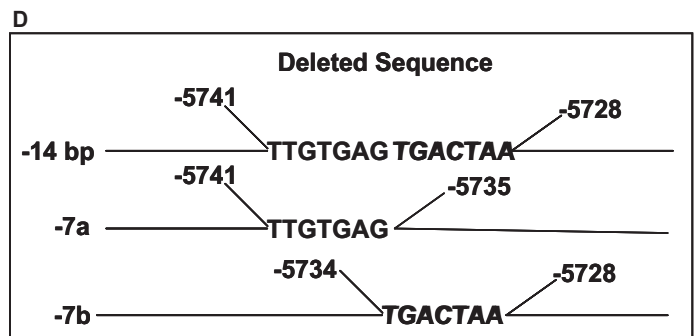 D
Deleted Sequence
-5741 -5728
-14 bp TTGTGAG TGACTAA
-5741 -5735
-7a TTGTGAG
-5734 -5728
-7b TGACTAA